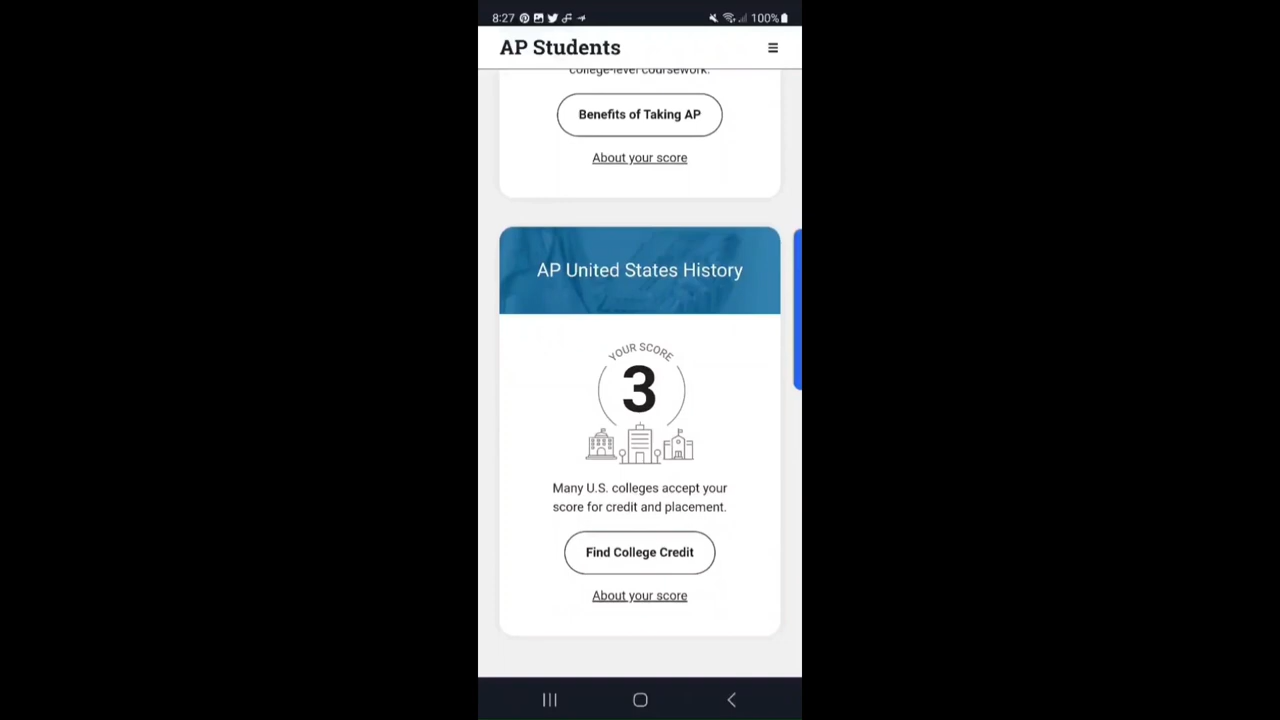 8:27 100%
AP Students
college-level coursework.
Benefits of Taking AP
About your score
AP United States History
YOUR SCORE
3
Many U.S. colleges accept your
score for credit and placement.
Find College Credit
About your score